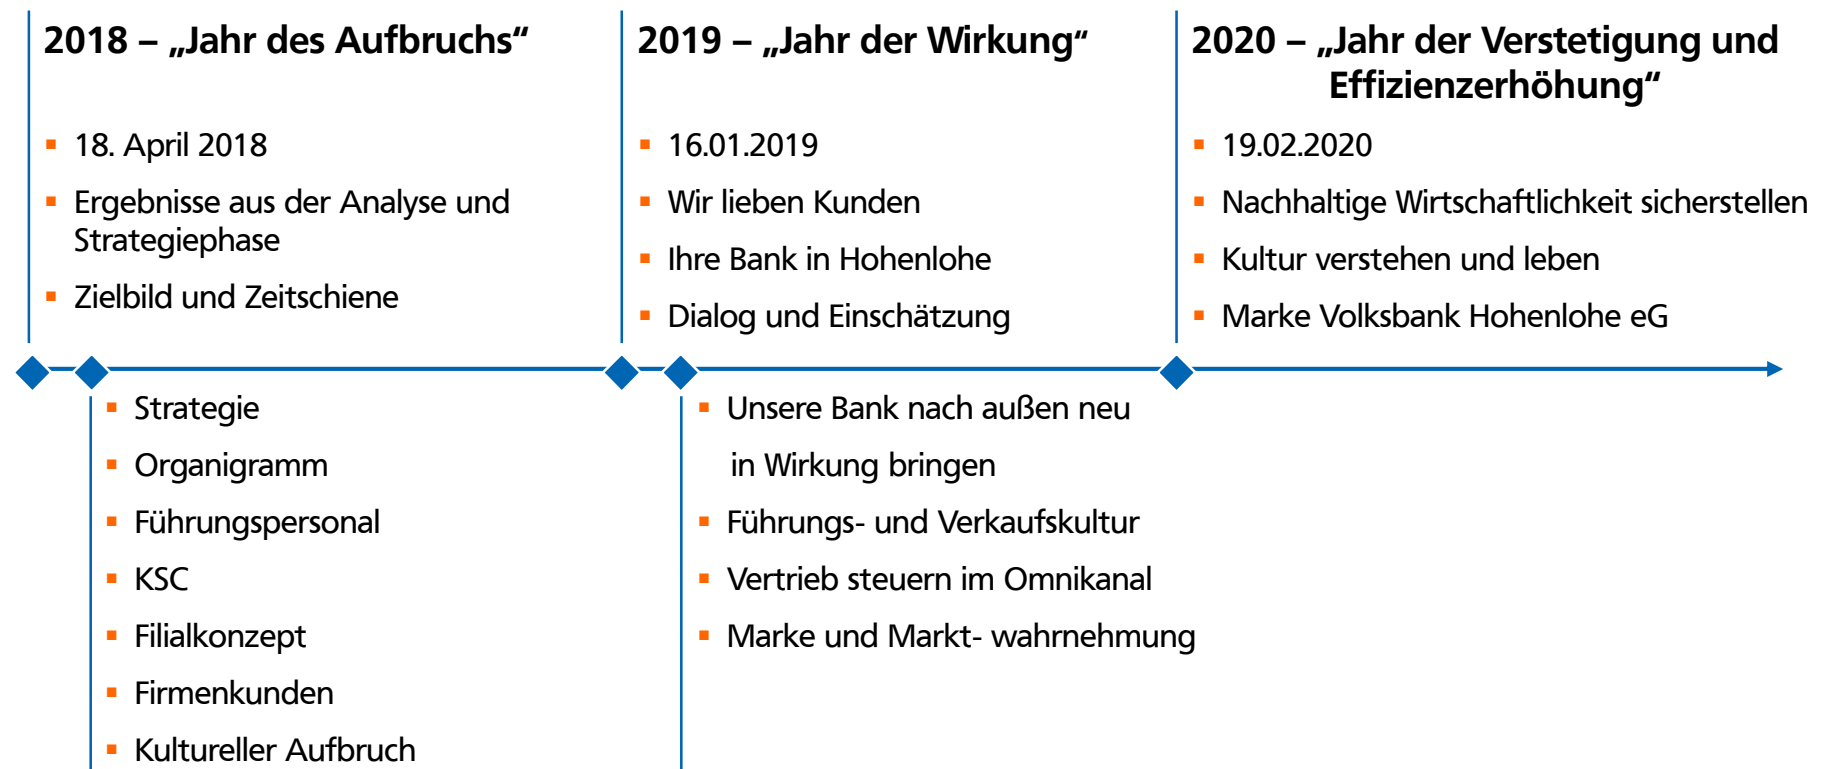 2018 – „Jahr des Aufbruchs“
18. April 2018
Ergebnisse aus der Analyse und
Strategiephase
Zielbild und Zeitschiene
2019 – „Jahr der Wirkung“
16.01.2019
Wir lieben Kunden
Ihre Bank in Hohenlohe
Dialog und Einschätzung
2020 – „Jahr der Verstetigung und
Effizienzerhöhung“
19.02.2020
Nachhaltige Wirtschaftlichkeit sicherstellen
Kultur verstehen und leben
Marke Volksbank Hohenlohe eG
Strategie
Organigramm
Führungspersonal
KSC
Filialkonzept
Firmenkunden
Kultureller Aufbruch
Unsere Bank nach außen neu
in Wirkung bringen
Führungs- und Verkaufskultur
Vertrieb steuern im Omnikanal
Marke und Markt- wahrnehmung